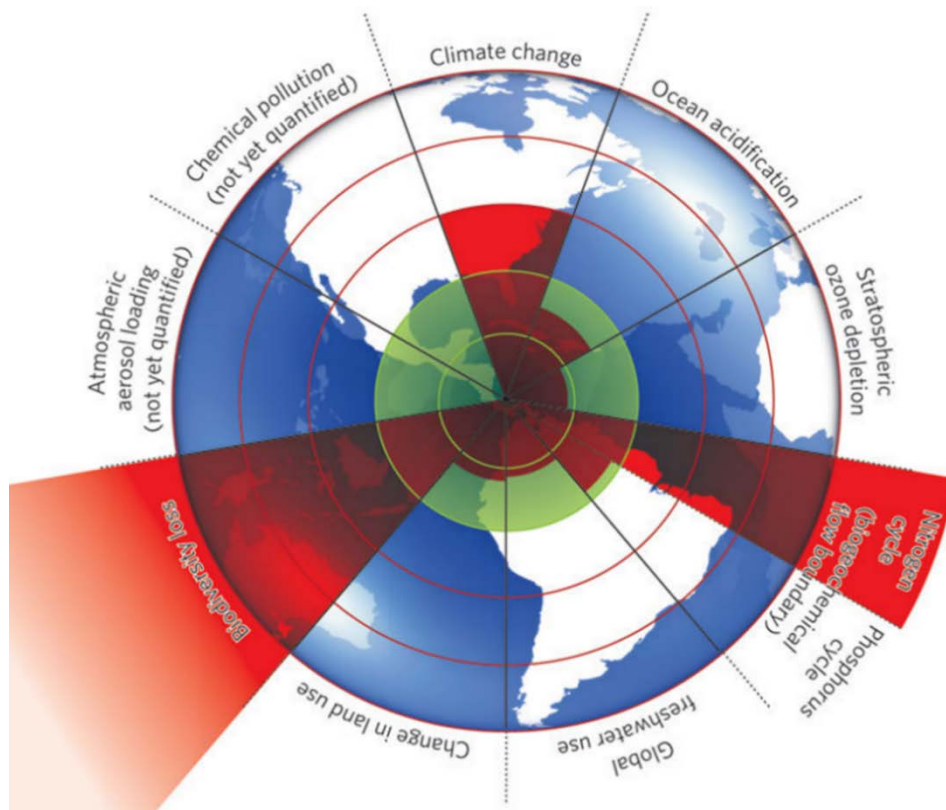 Climate change
Ocean acidification
Stratospheric
ozone depletion
Nitrogen
cycle
(biogeochemical
flow boundary)
Phosphorus
cycle
Global
freshwater use
Change in land use
Biodiversity loss
Atmospheric
aerosol loading
(not yet quantified)
Chemical pollution
(not yet quantified)